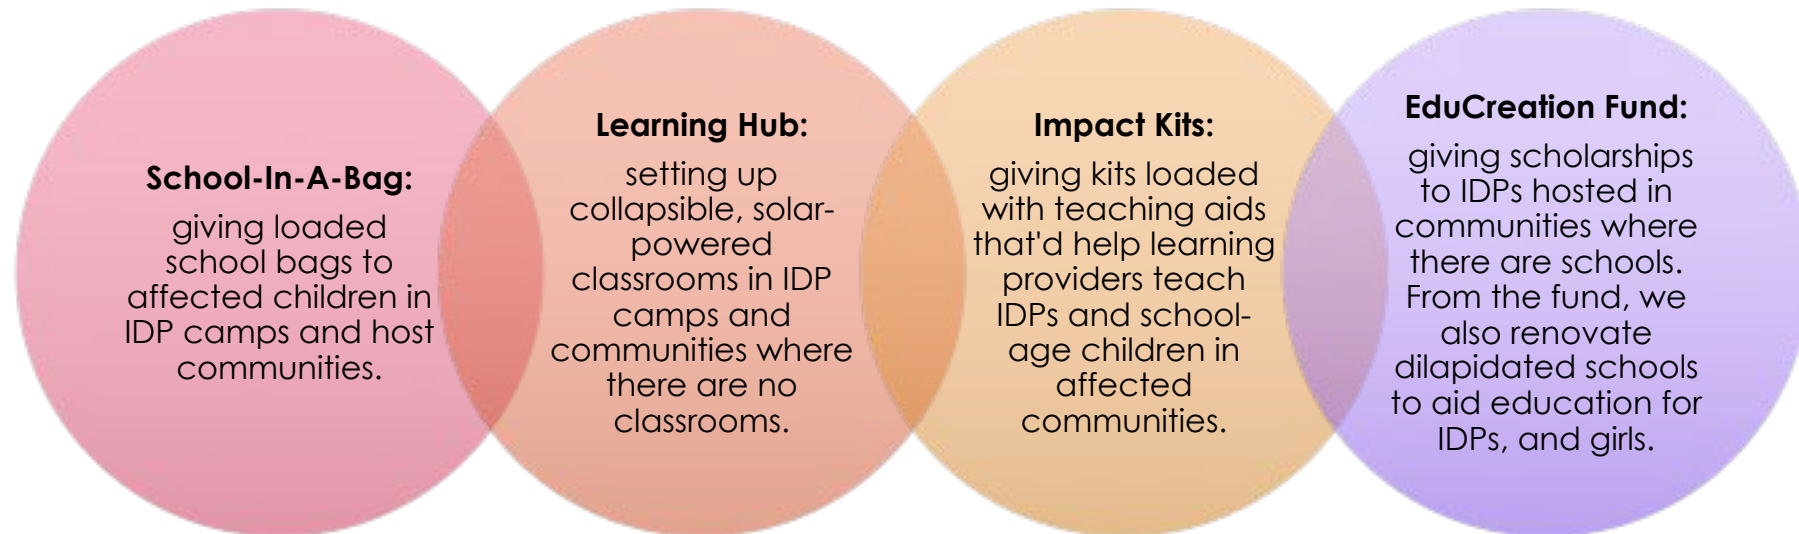 School-In-A-Bag:
giving loaded
school bags to
affected children in
IDP camps and host
communities.
Learning Hub:
setting up
collapsible, solar-
powered
classrooms in IDP
camps and
communities where
there are no
classrooms.
Impact Kits:
giving kits loaded
with teaching aids
that'd help learning
providers teach
IDPs and school-
age children in
affected
communities.
EduCreation Fund:
giving scholarships
to IDPs hosted in
communities where
there are schools.
From the fund, we
also renovate
dilapidated schools
to aid education for
IDPs, and girls.